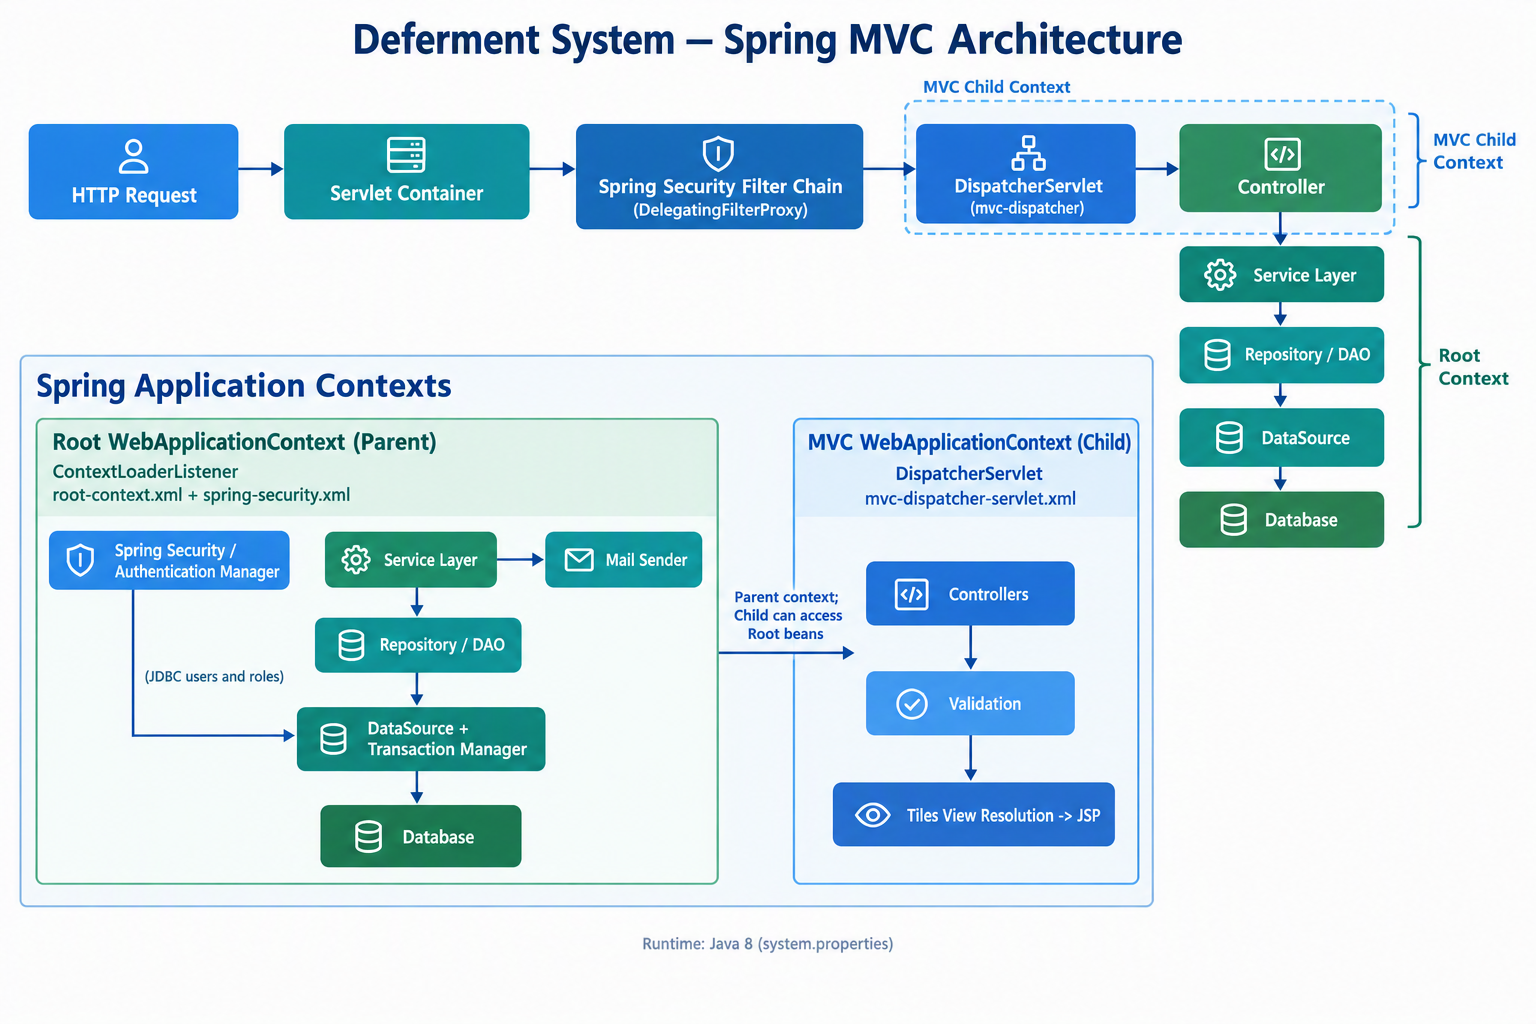 Deferment System — Spring MVC Architecture
MVC Child Context
HTTP Request
Servlet Container
Spring Security Filter Chain
(DelegatingFilterProxy)
DispatcherServlet
(mvc-dispatcher)
Controller
MVC Child
Context
Service Layer
Repository / DAO
DataSource
Database
Root
Context
Spring Application Contexts
Root WebApplicationContext (Parent)
ContextLoaderListener
root-context.xml + spring-security.xml
Spring Security /
Authentication Manager
Service Layer
Mail Sender
Repository / DAO
(JDBC users and roles)
DataSource +
Transaction Manager
Database
Parent context;
Child can access
Root beans
MVC WebApplicationContext (Child)
DispatcherServlet
mvc-dispatcher-servlet.xml
Controllers
Validation
Tiles View Resolution -> JSP
Runtime: Java 8 (system.properties)